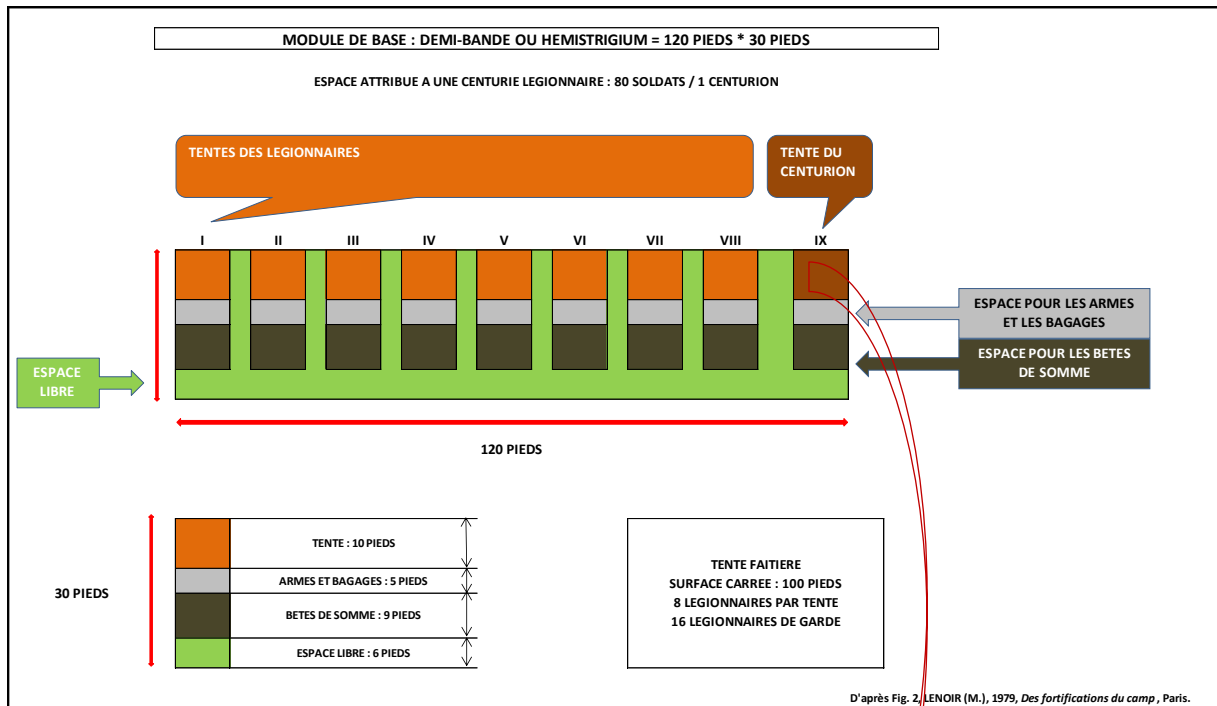 MODULE DE BASE : DEMI-BANDE OU HEMISTRIGIUM = 120 PIEDS * 30 PIEDS
ESPACE ATTRIBUE A UNE CENTURIE LEGIONNAIRE : 80 SOLDATS / 1 CENTURION
TENTES DES LEGIONNAIRES
TENTE DU
CENTURION
I II III IV V VI VII VIII IX
ESPACE POUR LES ARMES
ET LES BAGAGES
ESPACE POUR LES BETES
DE SOMME
ESPACE
LIBRE
120 PIEDS
30 PIEDS
TENTE : 10 PIEDS
ARMES ET BAGAGES : 5 PIEDS
BETES DE SOMME : 9 PIEDS
ESPACE LIBRE : 6 PIEDS
TENTE FAITIERE
SURFACE CARREE : 100 PIEDS
8 LEGIONNAIRES PAR TENTE
16 LEGIONNAIRES DE GARDE
D'après Fig. 2, LENOIR (M.), 1979, Des fortifications du camp , Paris.